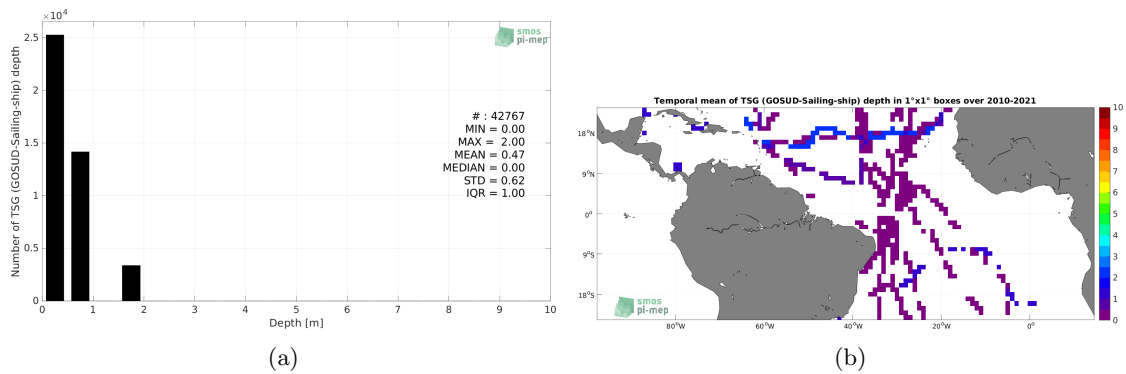 ×10⁴
2.5
2
1.5
1
0.5
0
0 1 2 3 4 5 6 7 8 9 10
Number of TSG (GOSUD-Sailing-ship) depth
Depth [m]
smos
pi-mep
# : 42767
MIN = 0.00
MAX = 2.00
MEAN = 0.47
MEDIAN = 0.00
STD = 0.62
IQR = 1.00
(a)
Temporal mean of TSG (GOSUD-Sailing-ship) depth in 1°x1° boxes over 2010-2021
18°N
9°N
0°
9°S
18°S
80°W 60°W 40°W 20°W 0°
smos
pi-mep
10
9
8
7
6
5
4
3
2
1
0
(b)